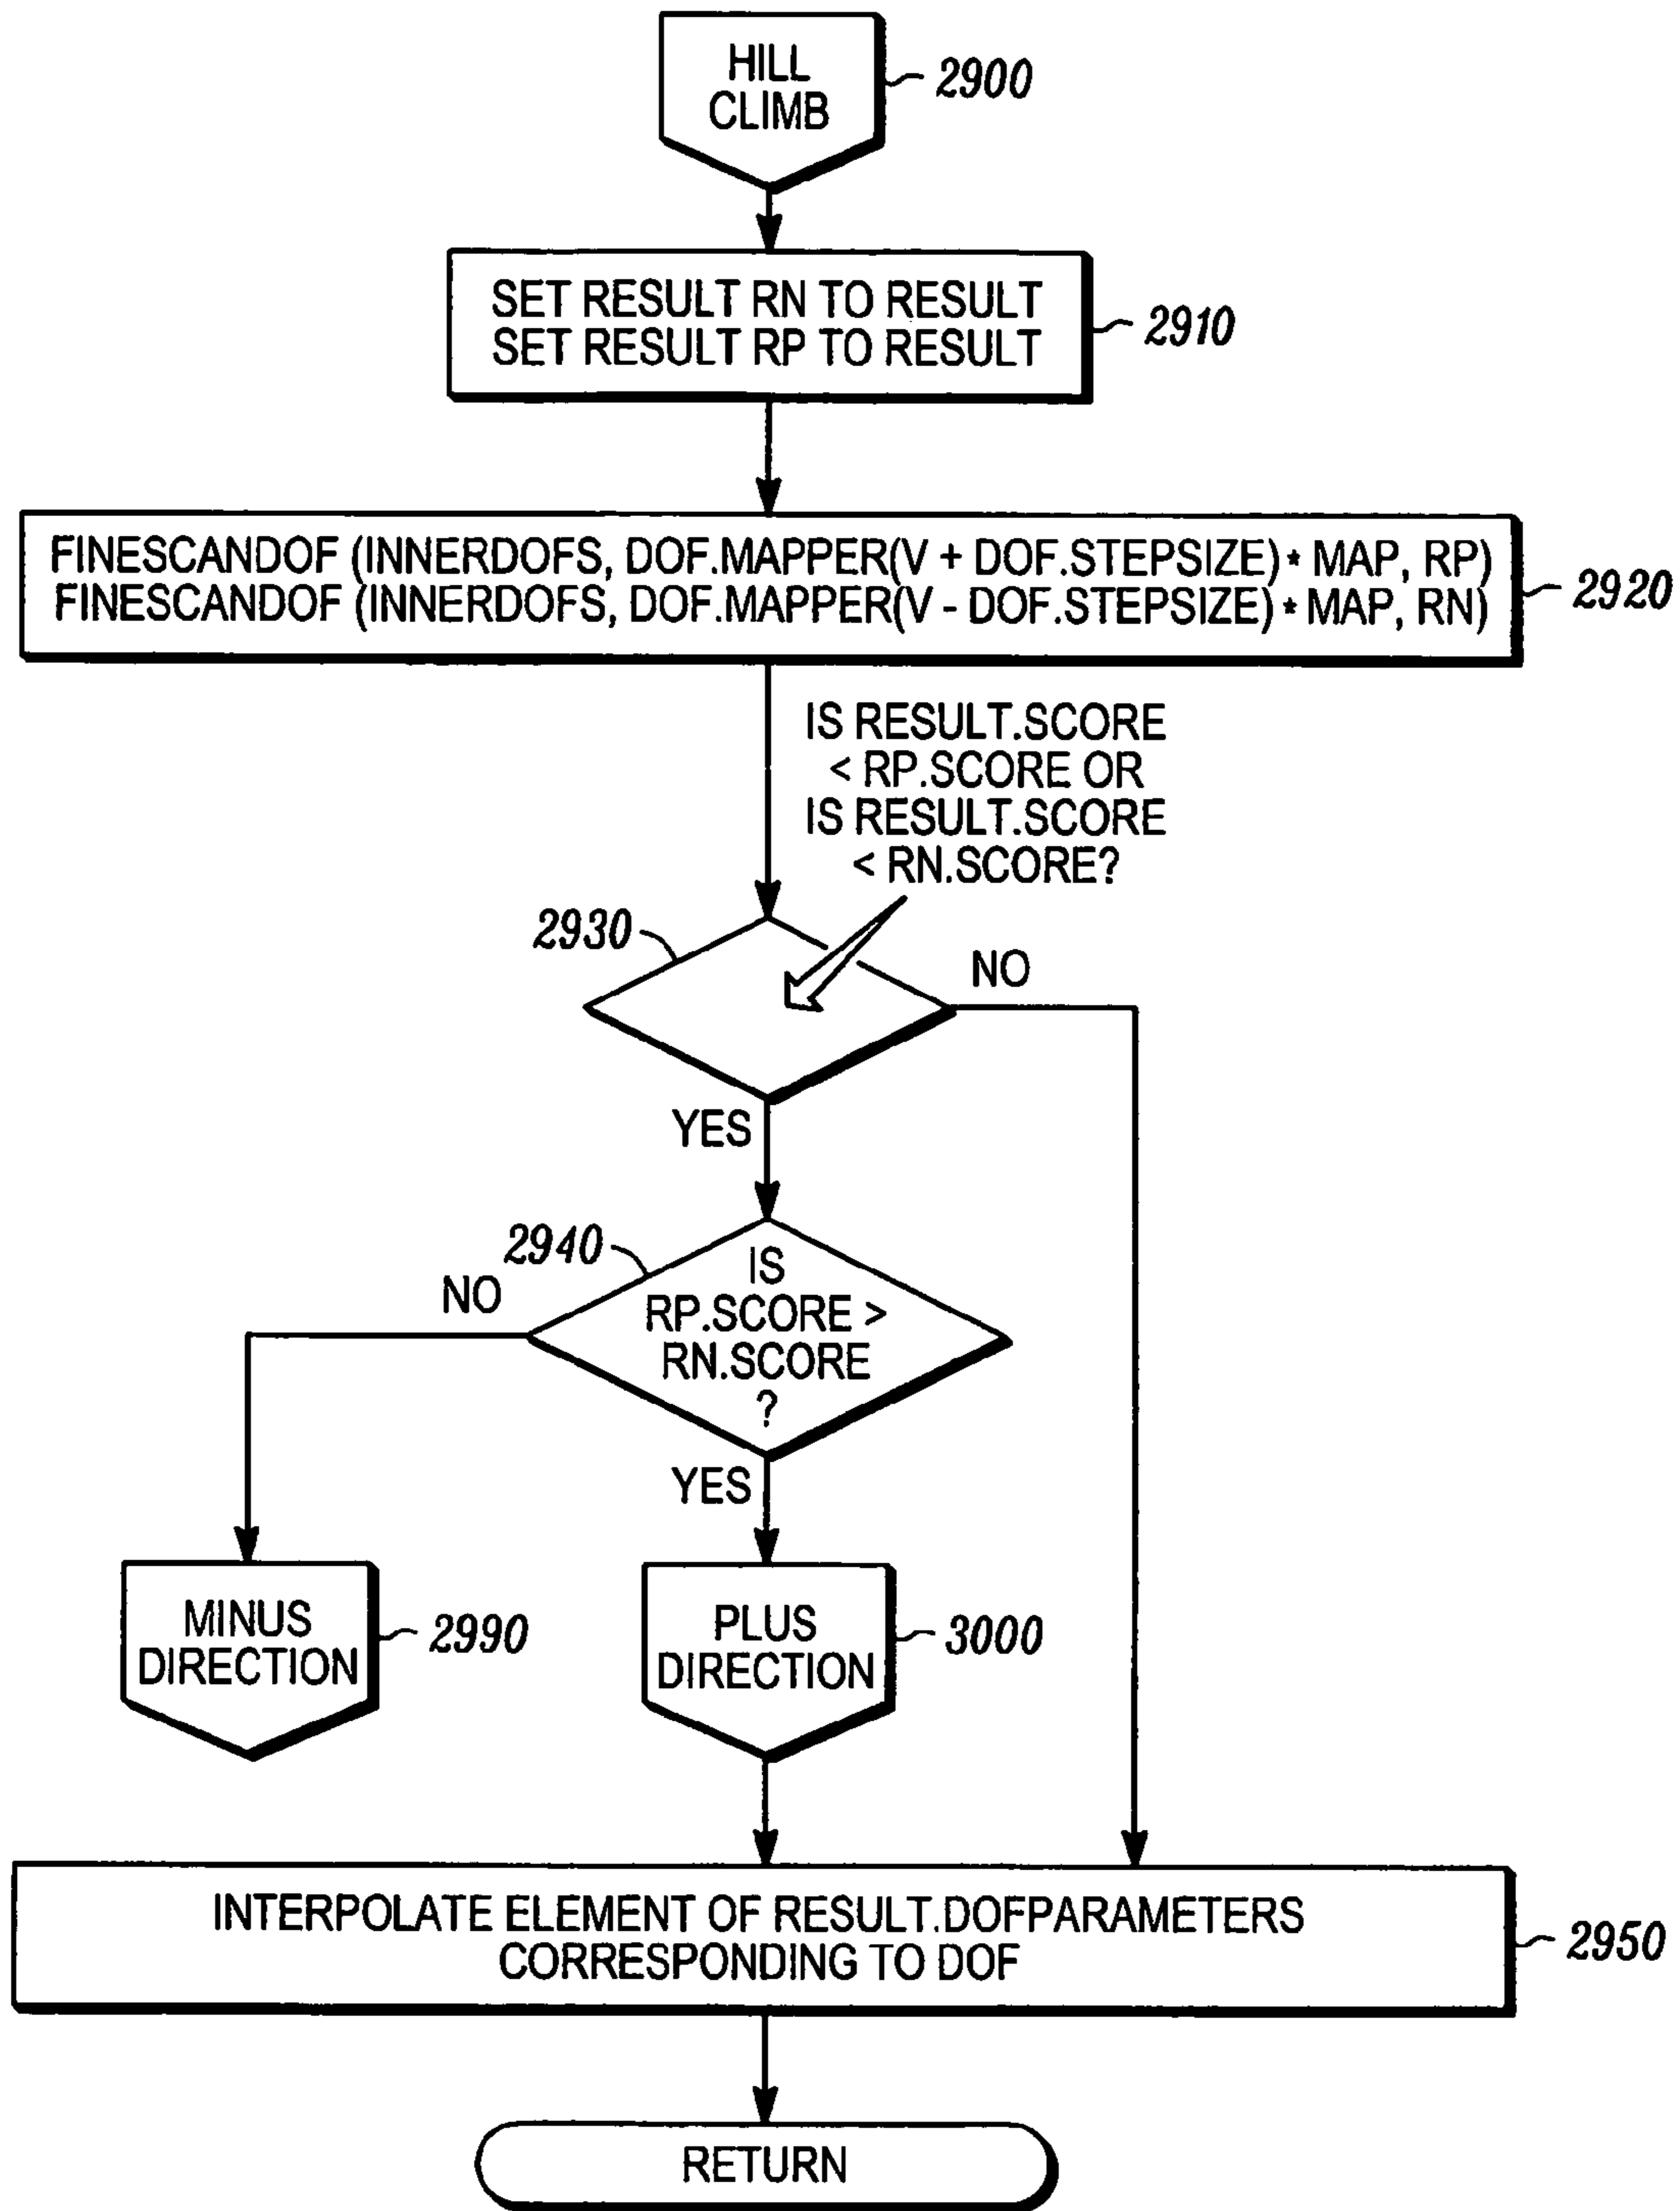 HILL
CLIMB
2900
SET RESULT RN TO RESULT
SET RESULT RP TO RESULT
2910
FINESCANDOF (INNERDOFS, DOF.MAPPER(V + DOF.STEPSIZE) * MAP, RP)
FINESCANDOF (INNERDOFS, DOF.MAPPER(V - DOF.STEPSIZE) * MAP, RN)
2920
IS RESULT.SCORE
< RP.SCORE OR
IS RESULT.SCORE
< RN.SCORE?
2930
NO
YES
2940
NO
IS
RP.SCORE >
RN.SCORE
?
YES
MINUS
DIRECTION
2990
PLUS
DIRECTION
3000
INTERPOLATE ELEMENT OF RESULT.DOFPARAMETERS
CORRESPONDING TO DOF
2950
RETURN